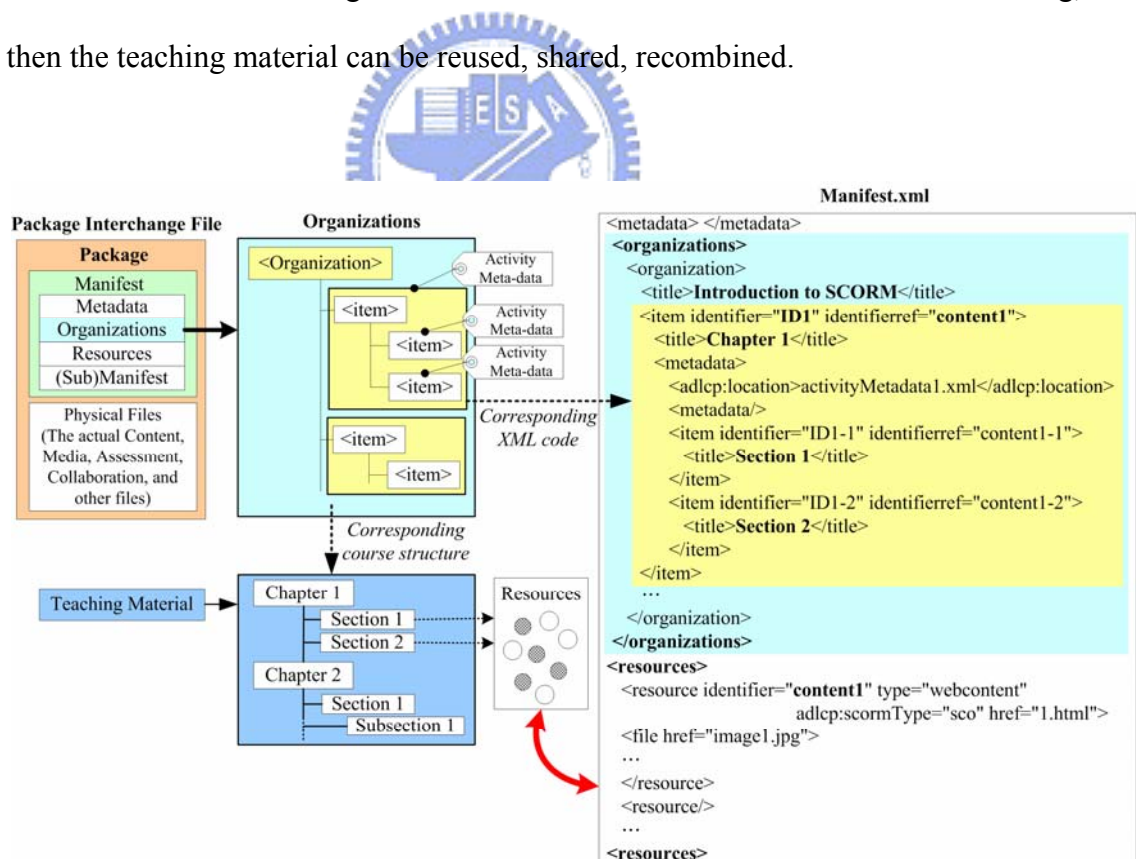 then the teaching material can be reused, shared, recombined.
E S A
Package Interchange File
Package
Manifest
Metadata
Organizations
Resources
(Sub)Manifest
Physical Files
(The actual Content,
Media, Assessment,
Collaboration, and
other files)
Organizations
<Organization>
<item>
<item>
<item>
<item>
<item>
Activity
Meta-data
Activity
Meta-data
Activity
Meta-data
Corresponding
XML code
Corresponding
course structure
Teaching Material
Chapter 1
Section 1
Section 2
Chapter 2
Section 1
Subsection 1
Resources
Manifest.xml
<metadata> </metadata>
<organizations>
<organization>
<title>Introduction to SCORM</title>
<item identifier="ID1" identifierref="content1">
<title>Chapter 1</title>
<metadata>
<adlcp:location>activityMetadata1.xml</adlcp:location>
<metadata/>
<item identifier="ID1-1" identifierref="content1-1">
<title>Section 1</title>
</item>
<item identifier="ID1-2" identifierref="content1-2">
<title>Section 2</title>
</item>
</item>
…
</organization>
</organizations>
<resources>
<resource identifier="content1" type="webcontent"
adlcp:scormType="sco" href="1.html">
<file href="image1.jpg">
…
</resource>
<resource/>
…
<resources>